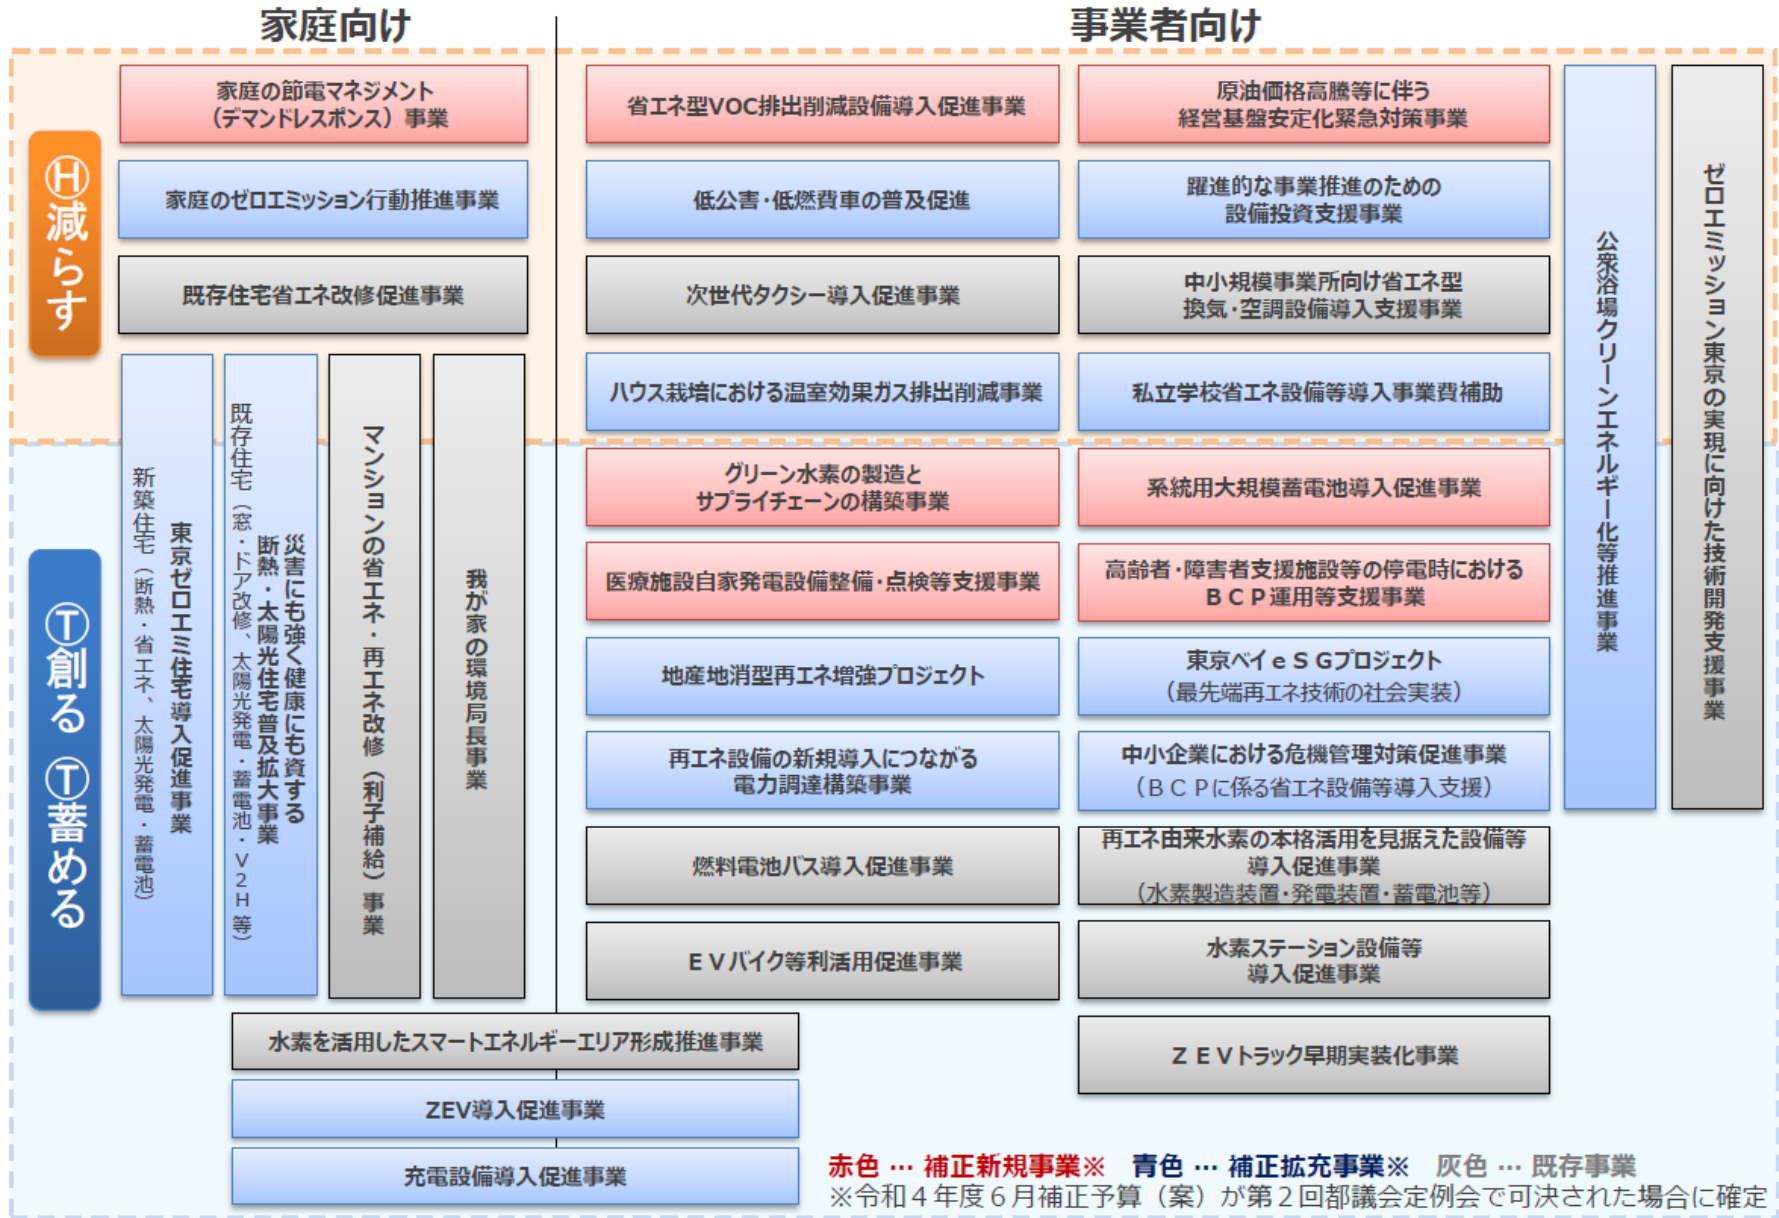 家庭向け
事業者向け
Ⓗ減らす
家庭の節電マネジメント
（デマンドレスポンス）事業
家庭のゼロエミッション行動推進事業
既存住宅省エネ改修促進事業
省エネ型VOC排出削減設備導入促進事業
原油価格高騰等に伴う
経営基盤安定化緊急対策事業
低公害・低燃費車の普及促進
躍進的な事業推進のための
設備投資支援事業
次世代タクシー導入促進事業
中小規模事業所向け省エネ型
換気・空調設備導入支援事業
ハウス栽培における温室効果ガス排出削減事業
私立学校省エネ設備等導入事業費補助
公衆浴場クリーンエネルギー化等推進事業
ゼロエミッション東京の実現に向けた技術開発支援事業
Ⓣ創る Ⓣ蓄める
東京ゼロエミ住宅導入促進事業
新築住宅（断熱・省エネ、太陽光発電・蓄電池）
災害にも強く健康にも資する
断熱・太陽光住宅普及拡大事業
既存住宅（窓・ドア改修、太陽光発電・蓄電池・V2H等）
マンションの省エネ・再エネ改修（利子補給）事業
我が家の環境局長事業
グリーン水素の製造と
サプライチェーンの構築事業
系統用大規模蓄電池導入促進事業
医療施設自家発電設備整備・点検等支援事業
高齢者・障害者支援施設等の停電時における
ＢＣＰ運用等支援事業
地産地消型再エネ増強プロジェクト
東京ベイｅＳＧプロジェクト
（最先端再エネ技術の社会実装）
再エネ設備の新規導入につながる
電力調達構築事業
中小企業における危機管理対策促進事業
（ＢＣＰに係る省エネ設備等導入支援）
燃料電池バス導入促進事業
再エネ由来水素の本格活用を見据えた設備等
導入促進事業
（水素製造装置・発電装置・蓄電池等）
ＥＶバイク等利活用促進事業
水素ステーション設備等
導入促進事業
水素を活用したスマートエネルギーエリア形成推進事業
ＺＥＶトラック早期実装化事業
ZEV導入促進事業
充電設備導入促進事業
赤色 … 補正新規事業※ 青色 … 補正拡充事業※ 灰色 … 既存事業
※令和４年度６月補正予算（案）が第２回都議会定例会で可決された場合に確定